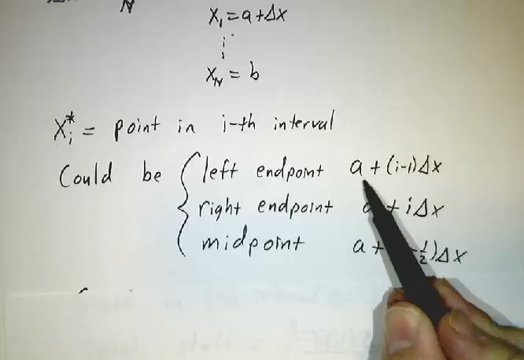 N x₁ = a + Δx
⋮
x_N = b
x_i* = point in i-th interval
Could be { left endpoint a + (i-1)Δx
right endpoint a + iΔx
midpoint a + ½)Δx